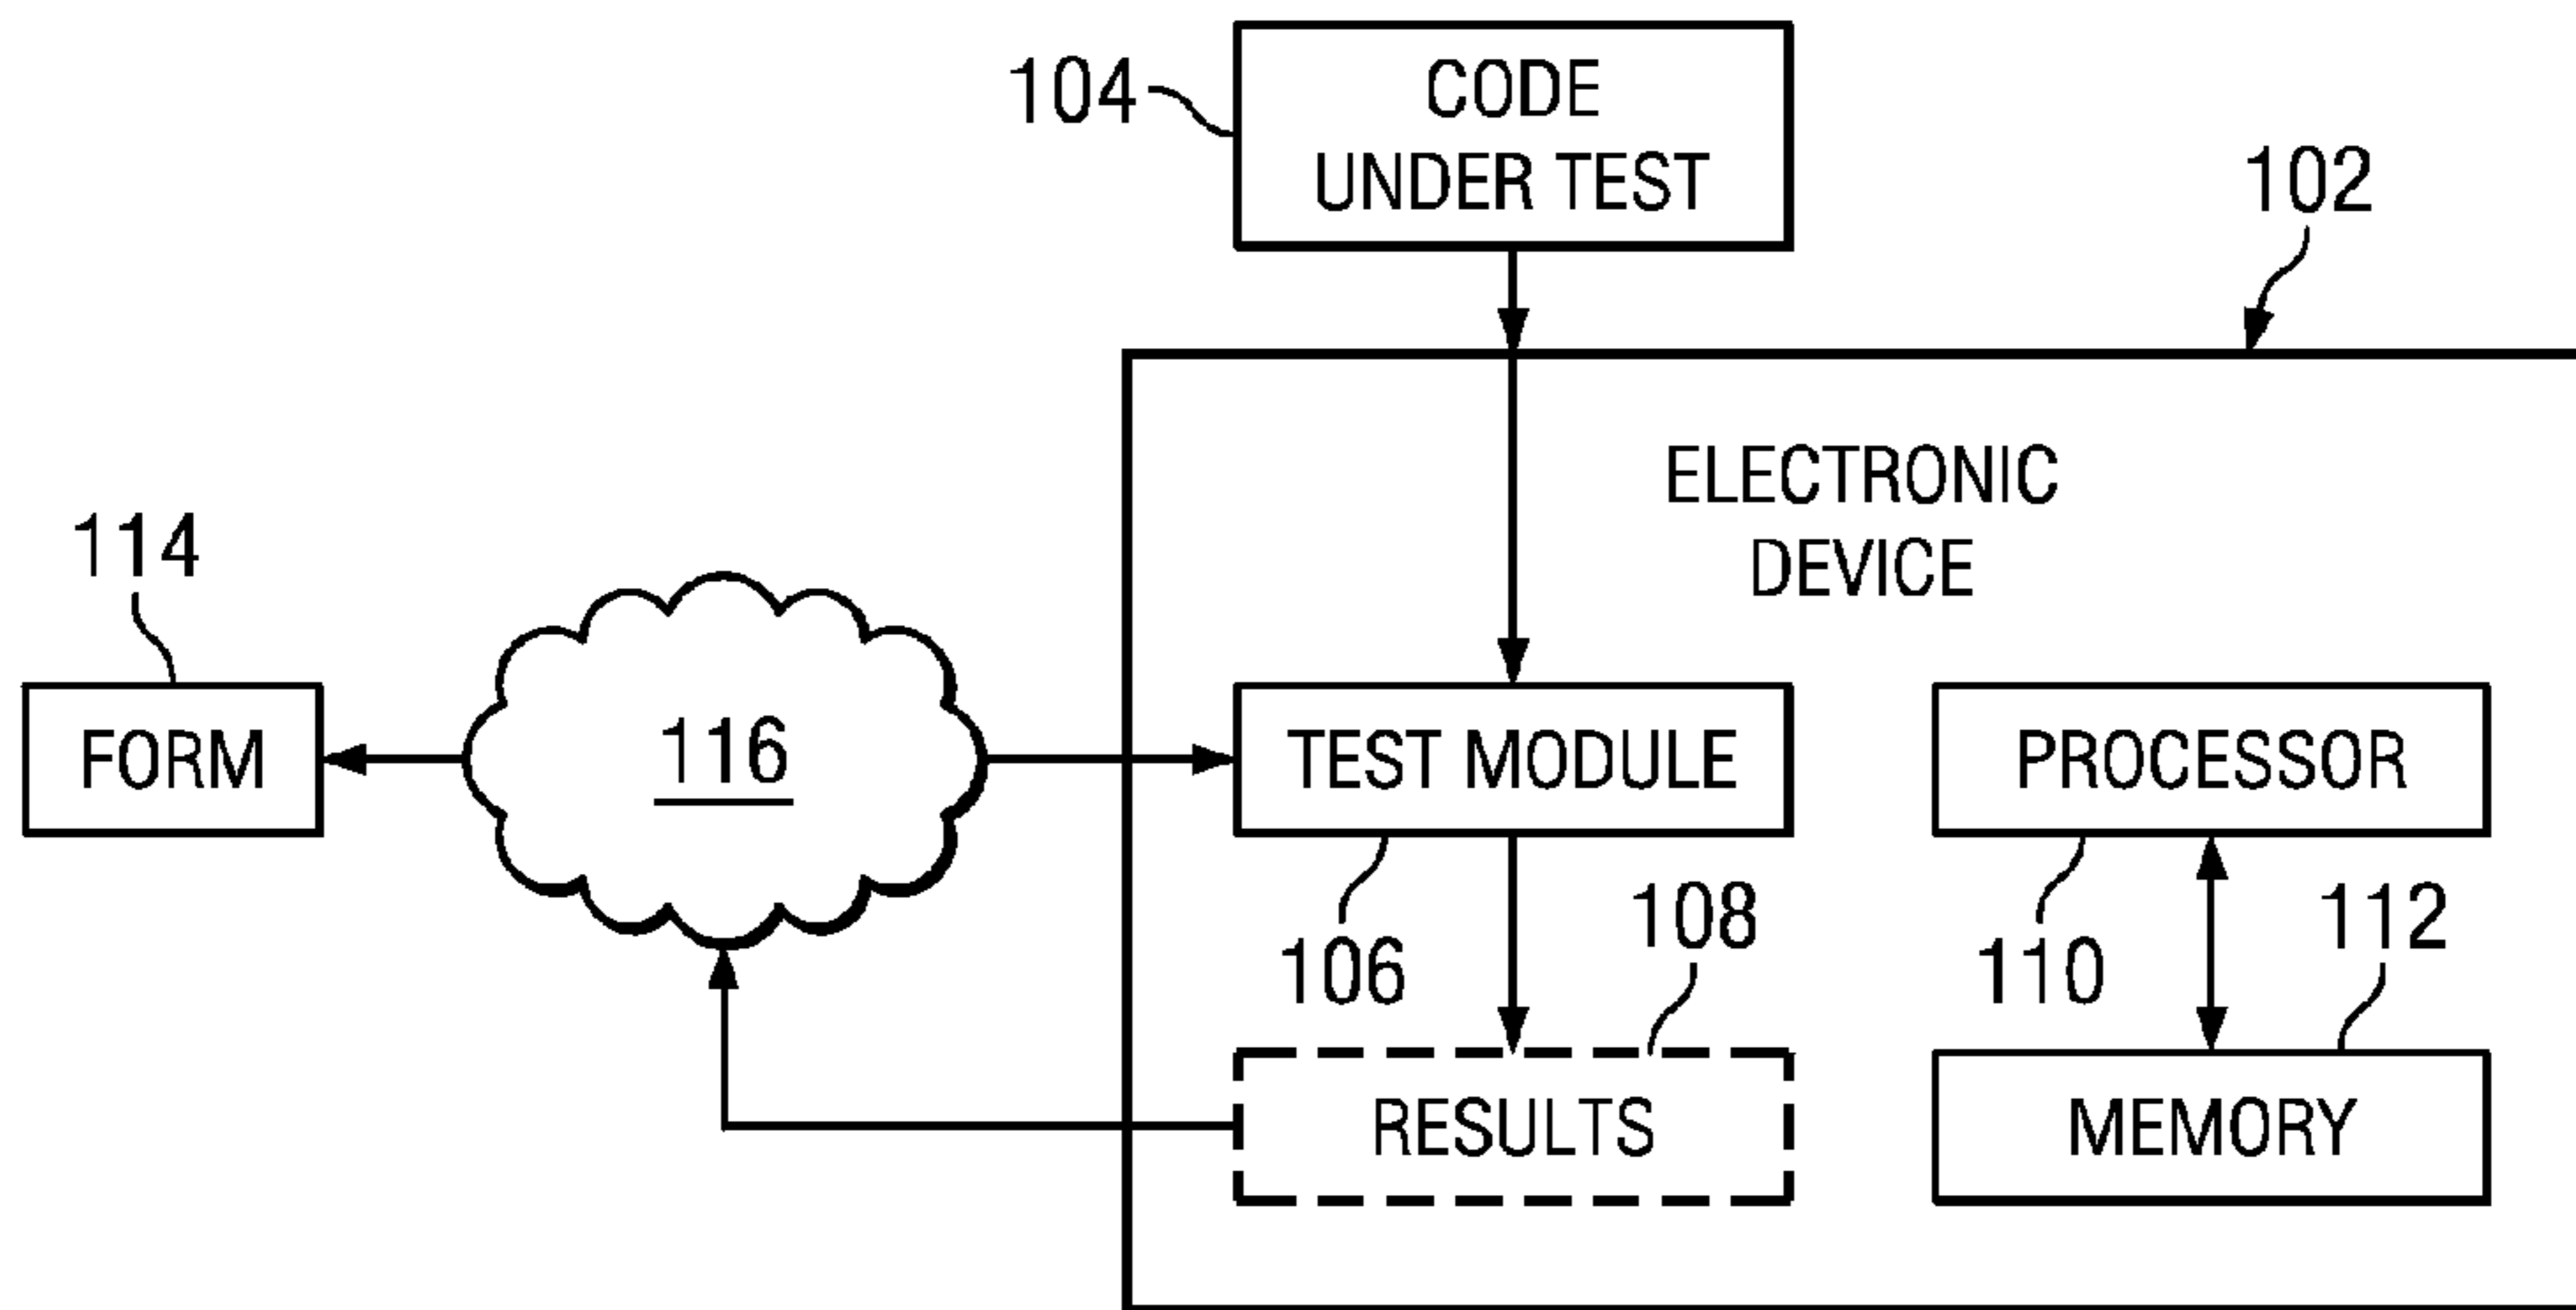 104
CODE
UNDER TEST
102
ELECTRONIC
DEVICE
114
FORM
116
TEST MODULE
PROCESSOR
106
108
110
112
RESULTS
MEMORY